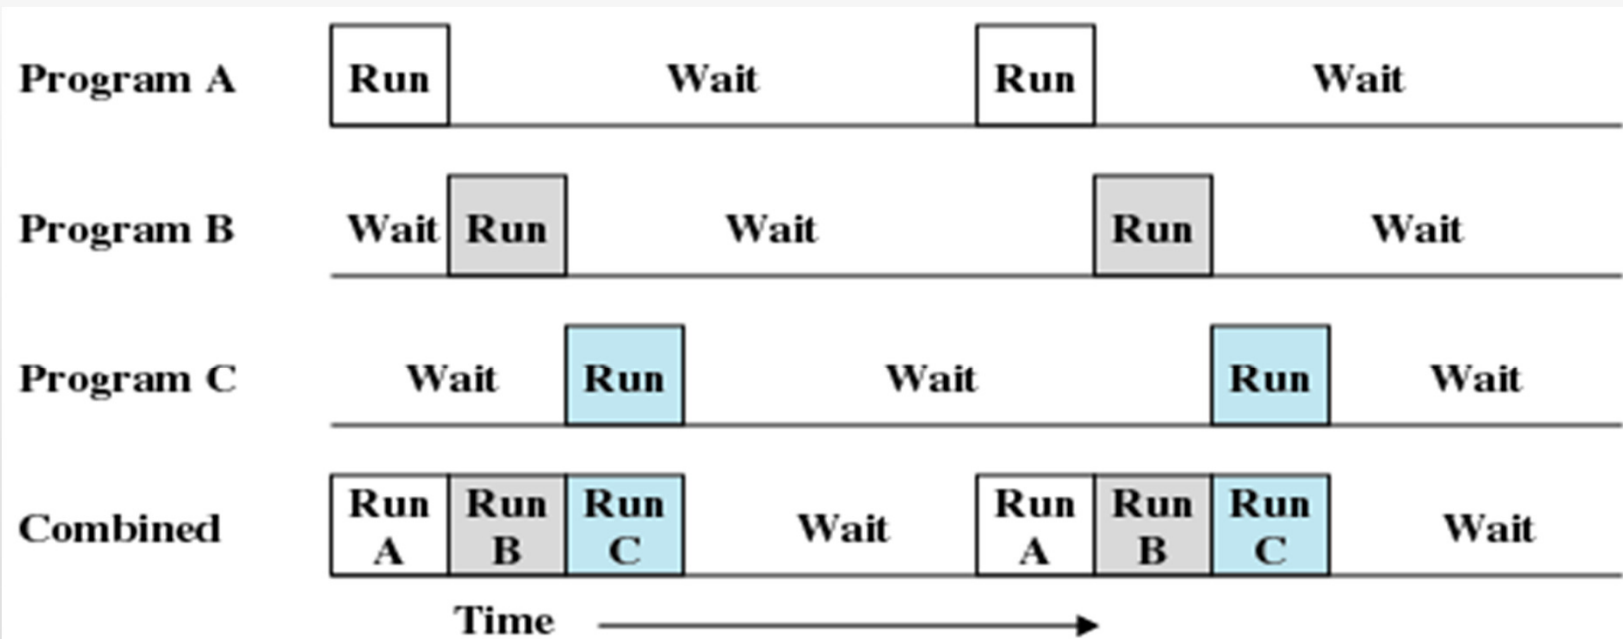 Program A Run Wait Run Wait
Program B Wait Run Wait Run Wait
Program C Wait Run Wait Run Wait
Combined Run A Run B Run C Wait Run A Run B Run C Wait
Time